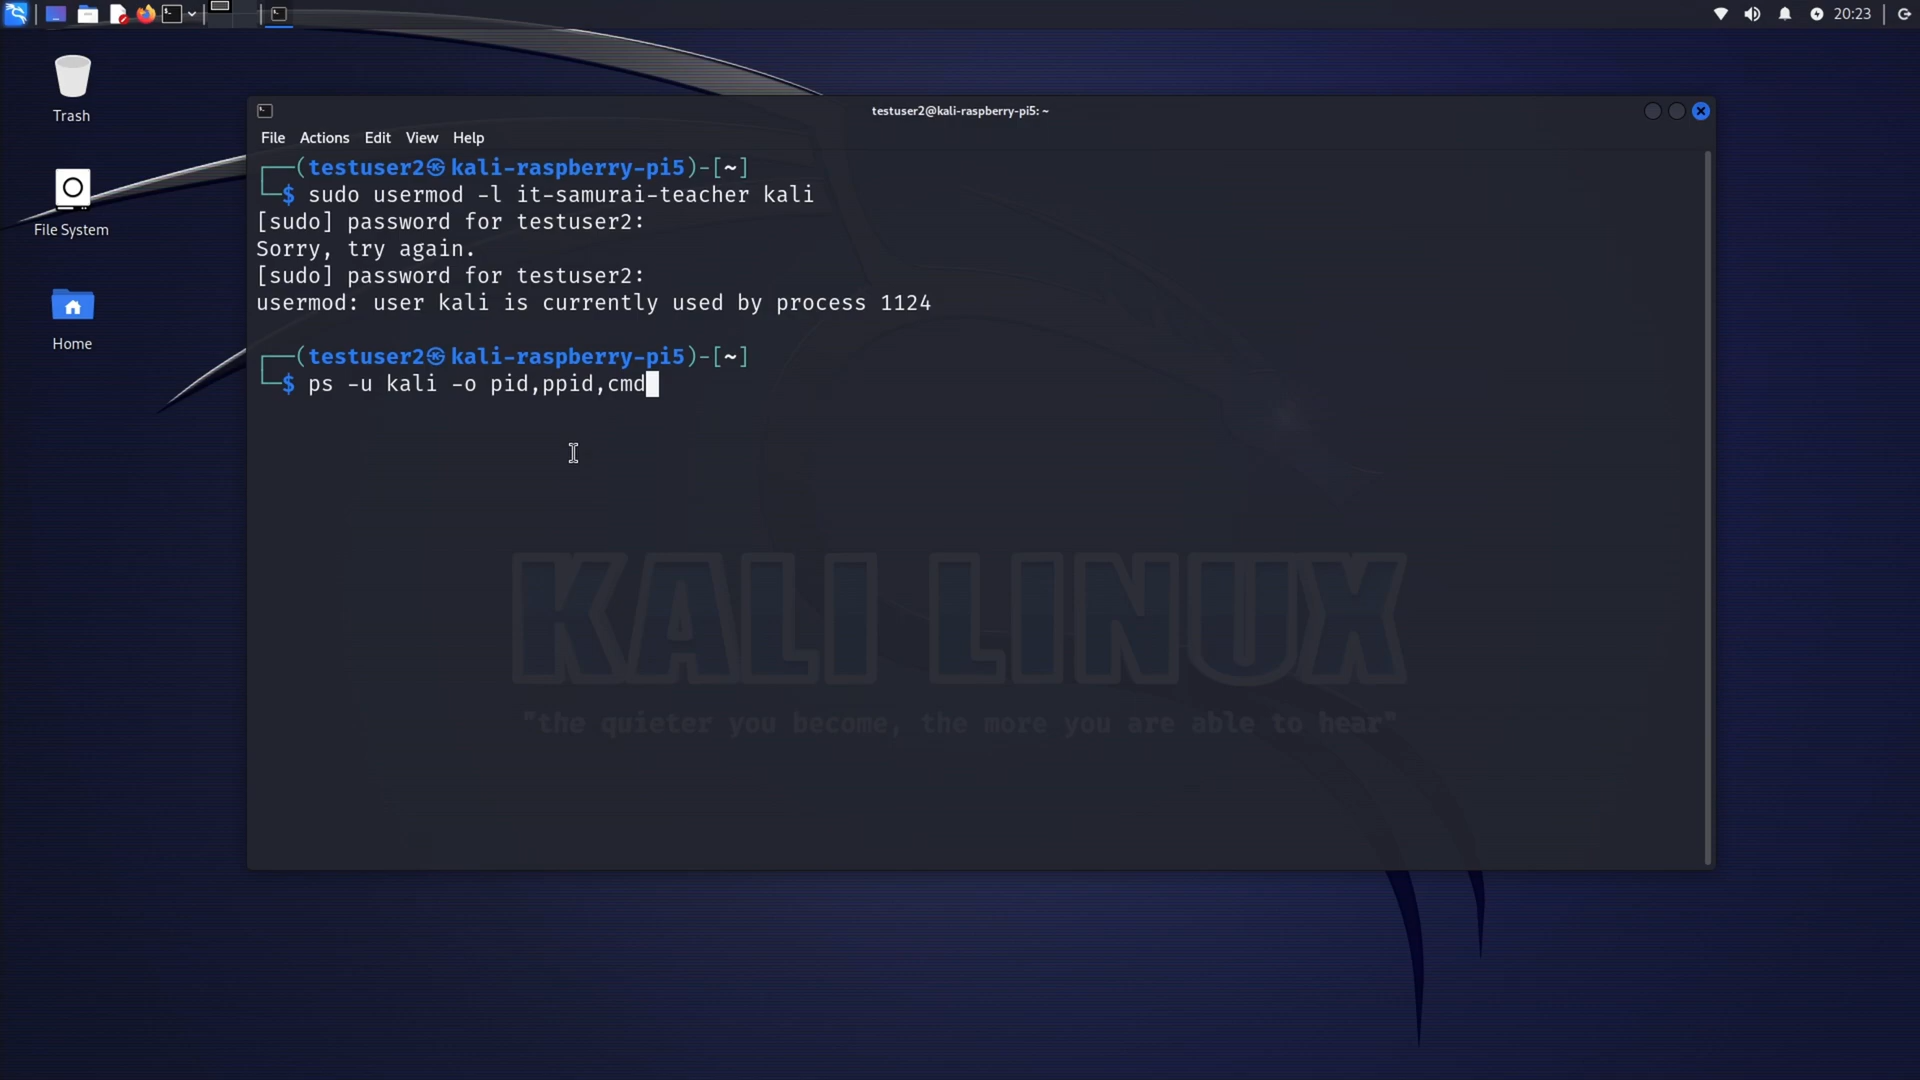 20:23
Trash
File System
Home
testuser2@kali-raspberry-pi5: ~
File Actions Edit View Help
┌──(testuser2㉿kali-raspberry-pi5)-[~]
└─$ sudo usermod -l it-samurai-teacher kali
[sudo] password for testuser2:
Sorry, try again.
[sudo] password for testuser2:
usermod: user kali is currently used by process 1124
┌──(testuser2㉿kali-raspberry-pi5)-[~]
└─$ ps -u kali -o pid,ppid,cmd
KALI LINUX
"the quieter you become, the more you are able to hear"